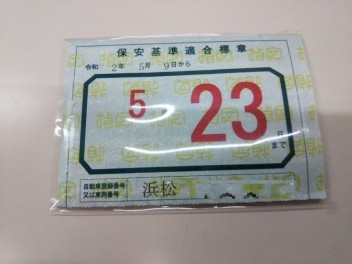 保安基準適合標章
令和 2年 5月 9日から
5 23
日まで
自動車登録番号
又は車両番号
浜松